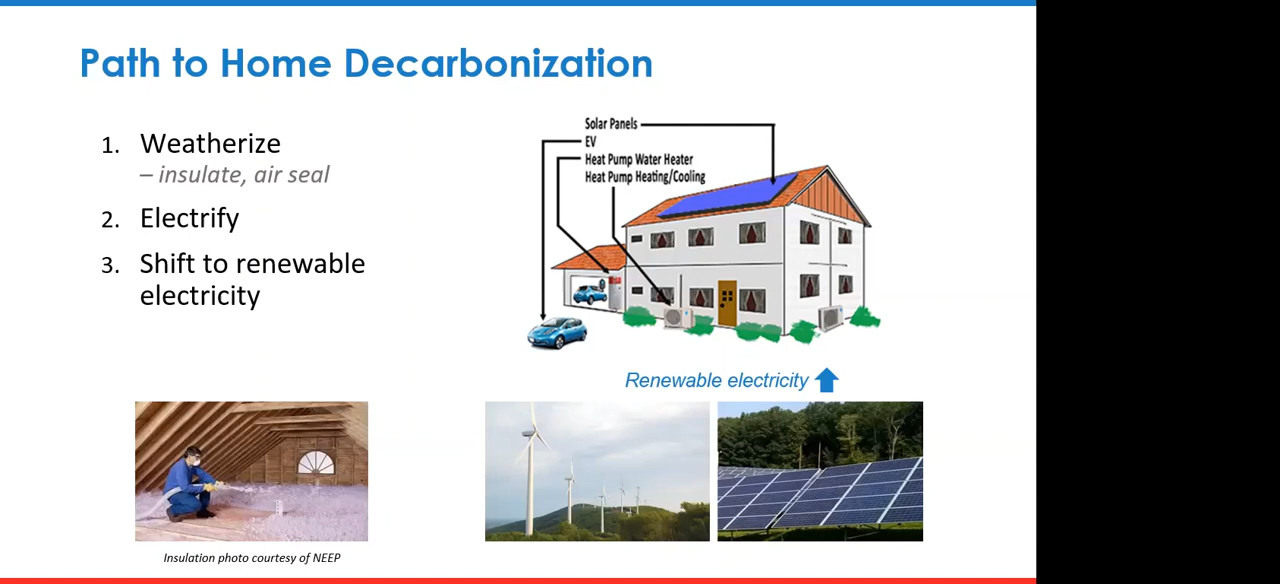 Path to Home Decarbonization
1. Weatherize
– insulate, air seal
2. Electrify
3. Shift to renewable
electricity
Solar Panels
EV
Heat Pump Water Heater
Heat Pump Heating/Cooling
Renewable electricity
Insulation photo courtesy of NEEP